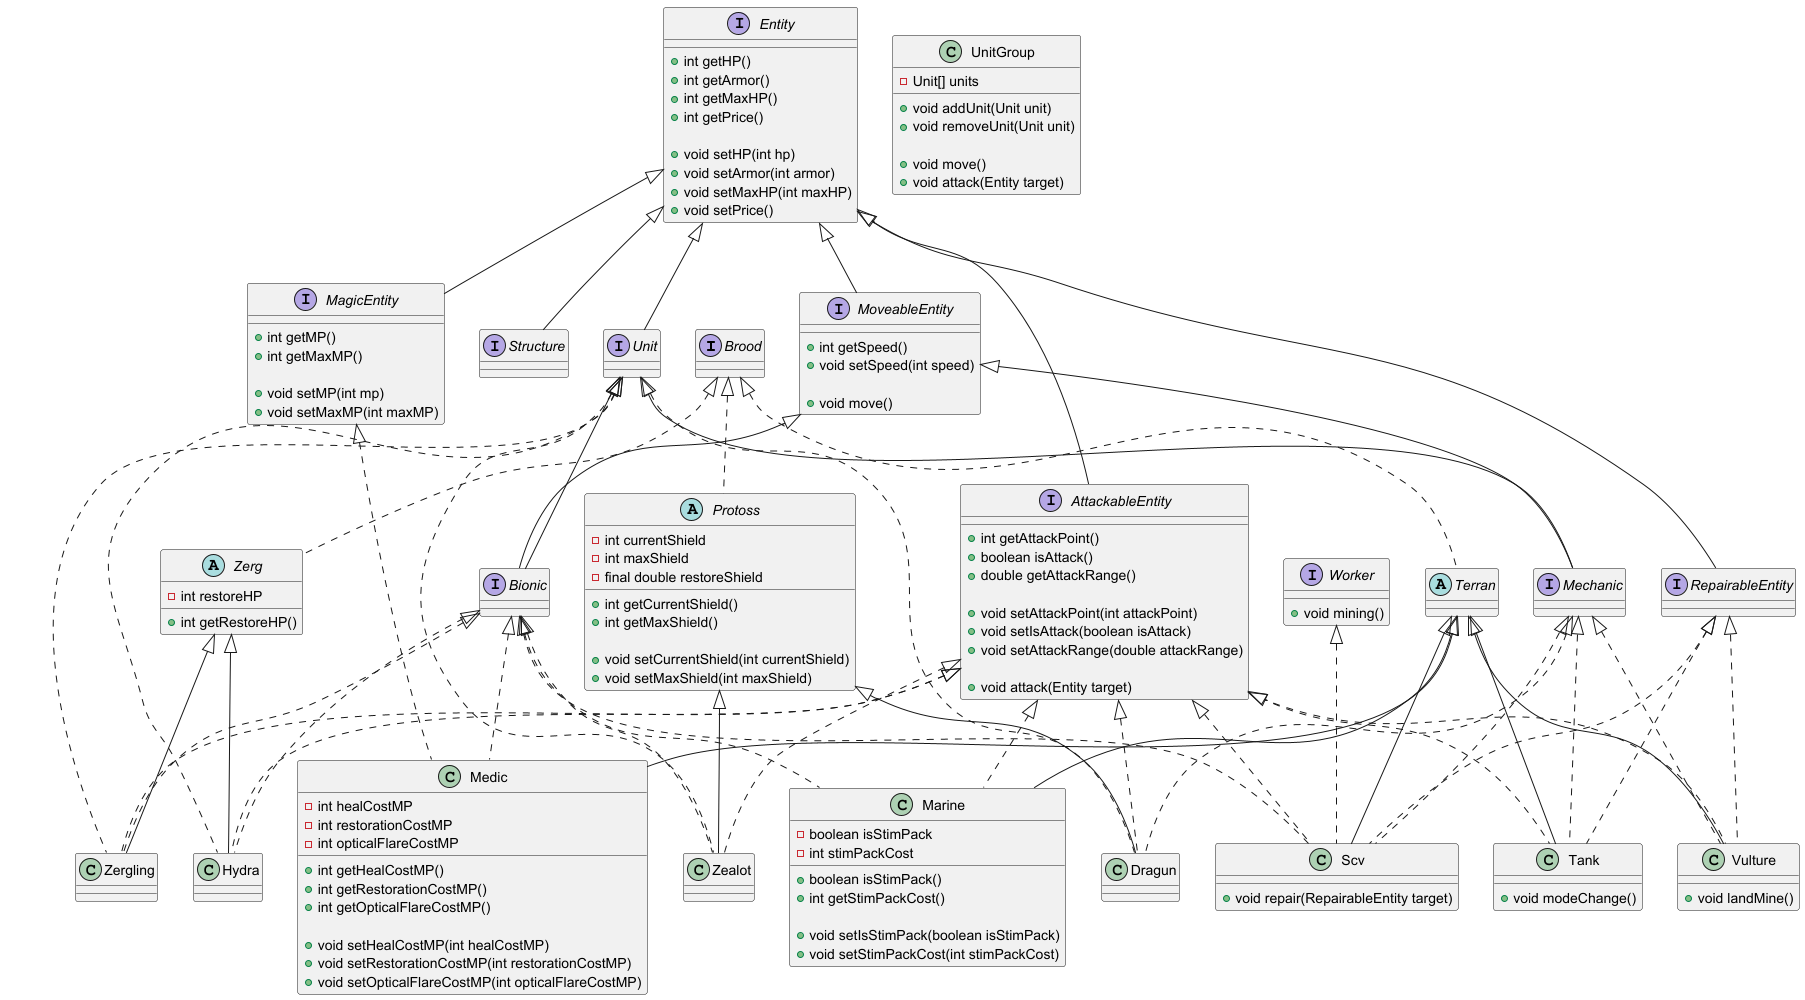 I Entity
int getHP()
int getArmor()
int getMaxHP()
int getPrice()
void setHP(int hp)
void setArmor(int armor)
void setMaxHP(int maxHP)
void setPrice()
C UnitGroup
Unit[] units
void addUnit(Unit unit)
void removeUnit(Unit unit)
void move()
void attack(Entity target)
I MagicEntity
int getMP()
int getMaxMP()
void setMP(int mp)
void setMaxMP(int maxMP)
I Structure
I Unit
I Brood
I MoveableEntity
int getSpeed()
void setSpeed(int speed)
void move()
A Zerg
int restoreHP
int getRestoreHP()
I Bionic
A Protoss
int currentShield
int maxShield
final double restoreShield
int getCurrentShield()
int getMaxShield()
void setCurrentShield(int currentShield)
void setMaxShield(int maxShield)
I AttackableEntity
int getAttackPoint()
boolean isAttack()
double getAttackRange()
void setAttackPoint(int attackPoint)
void setIsAttack(boolean isAttack)
void setAttackRange(double attackRange)
void attack(Entity target)
I Worker
void mining()
A Terran
I Mechanic
I RepairableEntity
C Zergling
C Hydra
C Medic
int healCostMP
int restorationCostMP
int opticalFlareCostMP
int getHealCostMP()
int getRestorationCostMP()
int getOpticalFlareCostMP()
void setHealCostMP(int healCostMP)
void setRestorationCostMP(int restorationCostMP)
void setOpticalFlareCostMP(int opticalFlareCostMP)
C Zealot
C Marine
boolean isStimPack
int stimPackCost
boolean isStimPack()
int getStimPackCost()
void setIsStimPack(boolean isStimPack)
void setStimPackCost(int stimPackCost)
C Dragun
C Scv
void repair(RepairableEntity target)
C Tank
void modeChange()
C Vulture
void landMine()